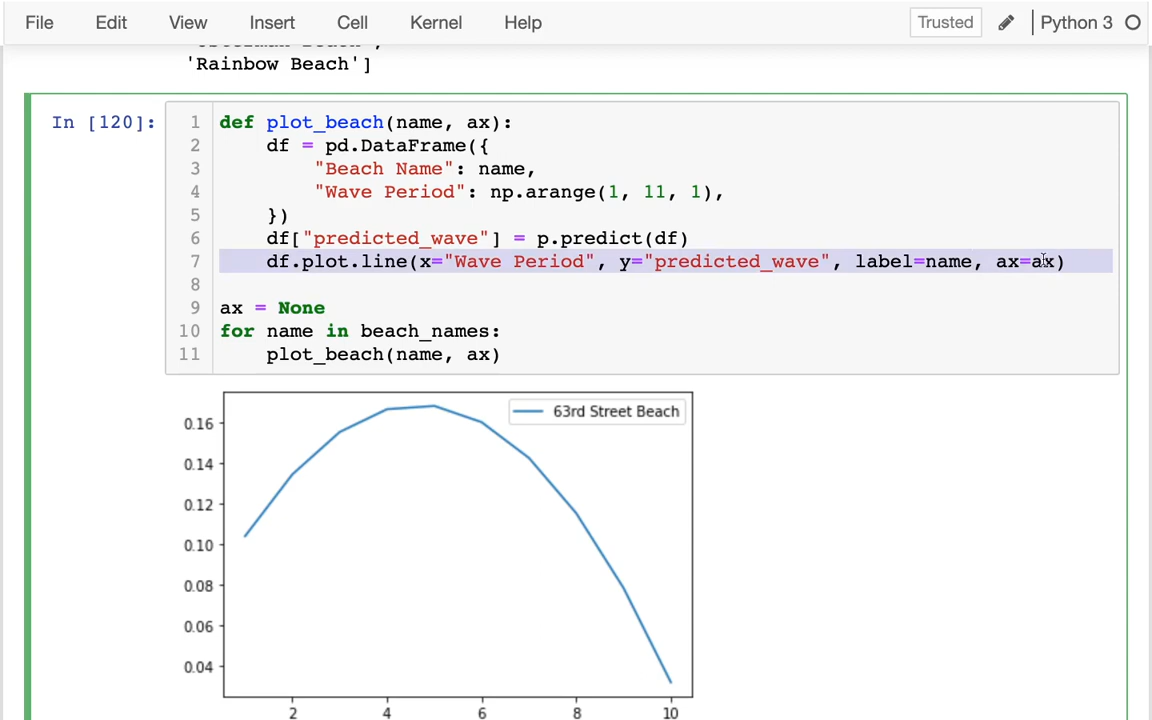 File Edit View Insert Cell Kernel Help Trusted Python 3
'Rainbow Beach']
In [120]:
1 def plot_beach(name, ax):
2 df = pd.DataFrame({
3 "Beach Name": name,
4 "Wave Period": np.arange(1, 11, 1),
5 })
6 df["predicted_wave"] = p.predict(df)
7 df.plot.line(x="Wave Period", y="predicted_wave", label=name, ax=ax)
8
9 ax = None
10 for name in beach_names:
11 plot_beach(name, ax)
63rd Street Beach
0.16
0.14
0.12
0.10
0.08
0.06
0.04
2 4 6 8 10